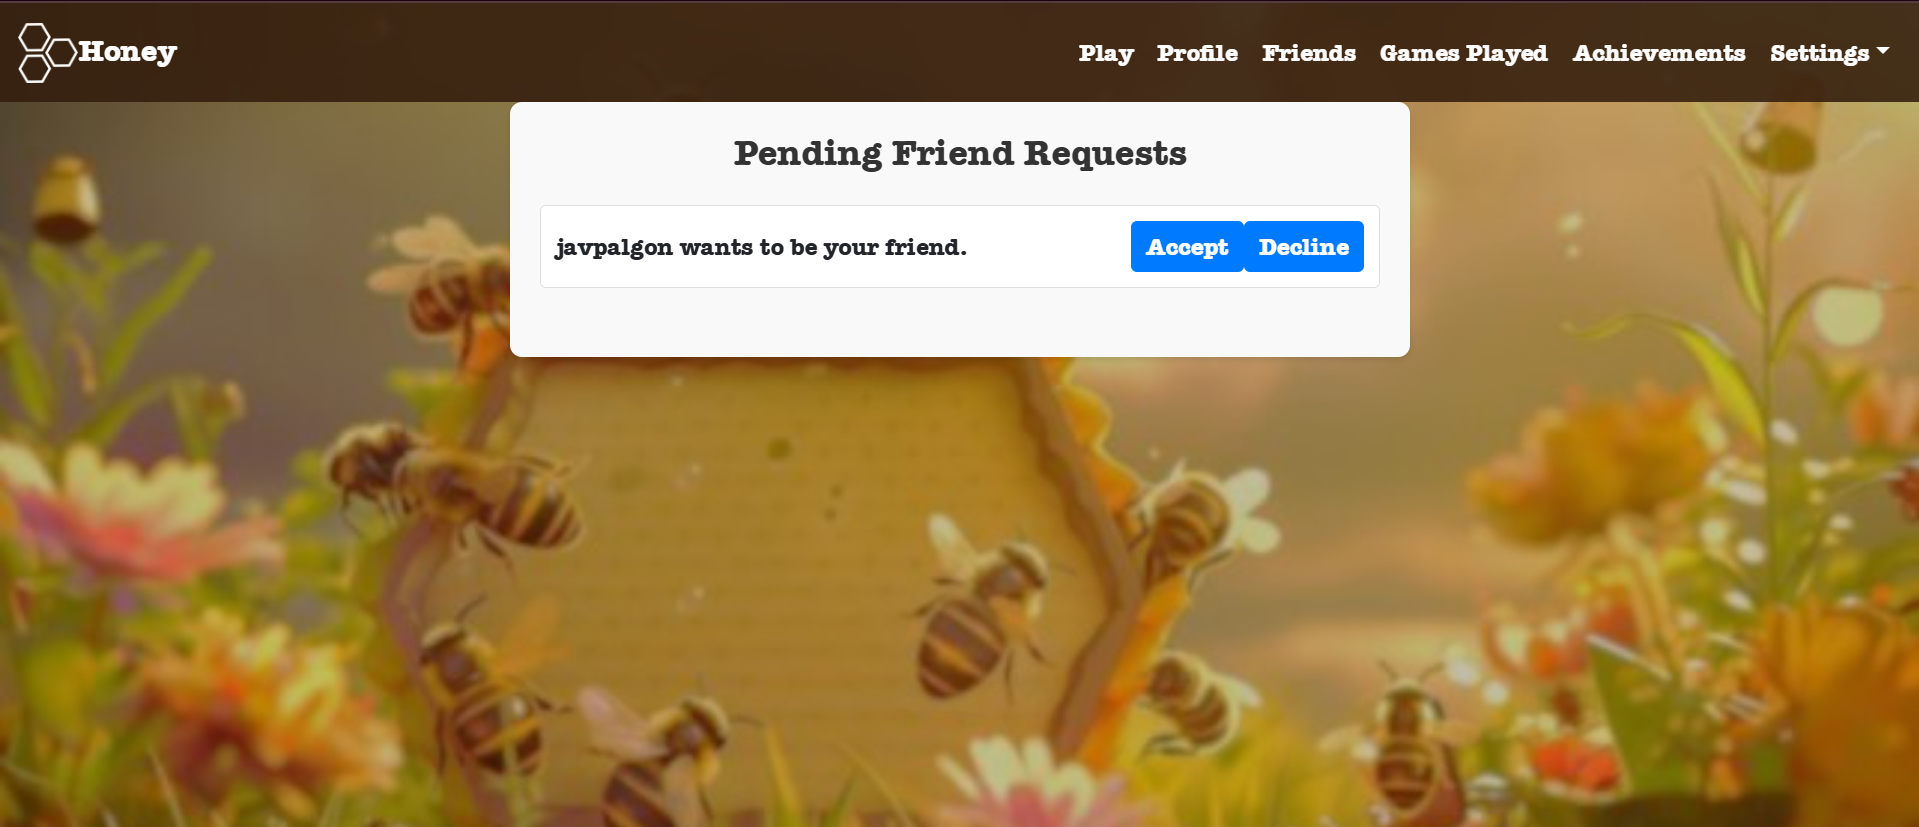 Honey
Play Profile Friends Games Played Achievements Settings
Pending Friend Requests
javpalgon wants to be your friend. Accept Decline